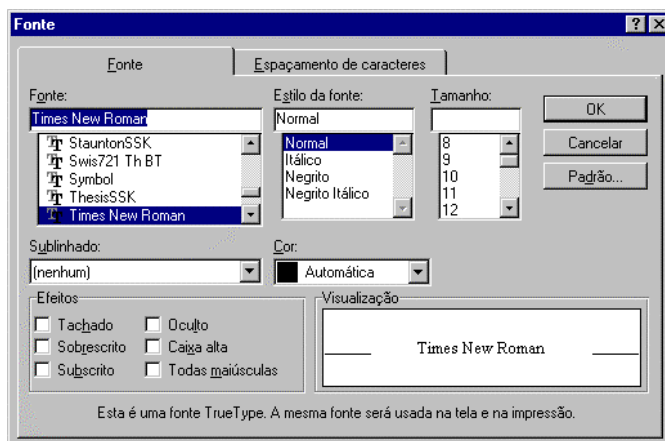 Fonte
Fonte
Espaçamento de caracteres
Fonte:
Estilo da fonte:
Tamanho:
Times New Roman
Normal
StauntonSSK
Swis721 Th BT
Symbol
ThesisSSK
Times New Roman
Normal
Itálico
Negrito
Negrito Itálico
8
9
10
11
12
OK
Cancelar
Padrão...
Sublinhado:
Cor:
(nenhum)
Automática
Efeitos
Tachado
Oculto
Sobrescrito
Caixa alta
Subscrito
Todas maiúsculas
Visualização
Times New Roman
Esta é uma fonte TrueType. A mesma fonte será usada na tela e na impressão.